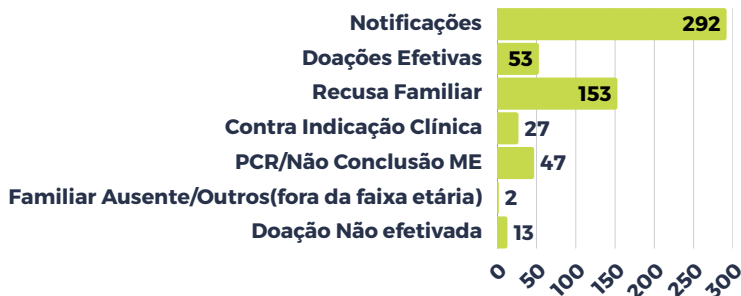 Notificações 292
Doações Efetivas 53
Recusa Familiar 153
Contra Indicação Clínica 27
PCR/Não Conclusão ME 47
Familiar Ausente/Outros(fora da faixa etária) 2
Doação Não efetivada 13
0 50 100 150 200 250 300